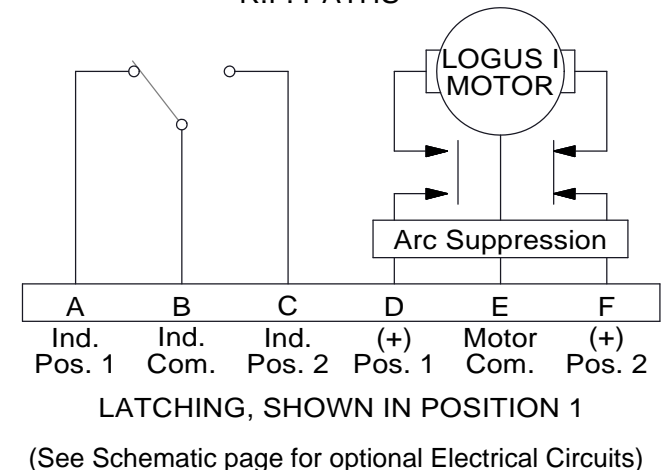 LOGUS I
MOTOR
Arc Suppression
A B C D E F
Ind. Ind. Ind. (+) Motor (+)
Pos. 1 Com. Pos. 2 Pos. 1 Com. Pos. 2
LATCHING, SHOWN IN POSITION 1
(See Schematic page for optional Electrical Circuits)